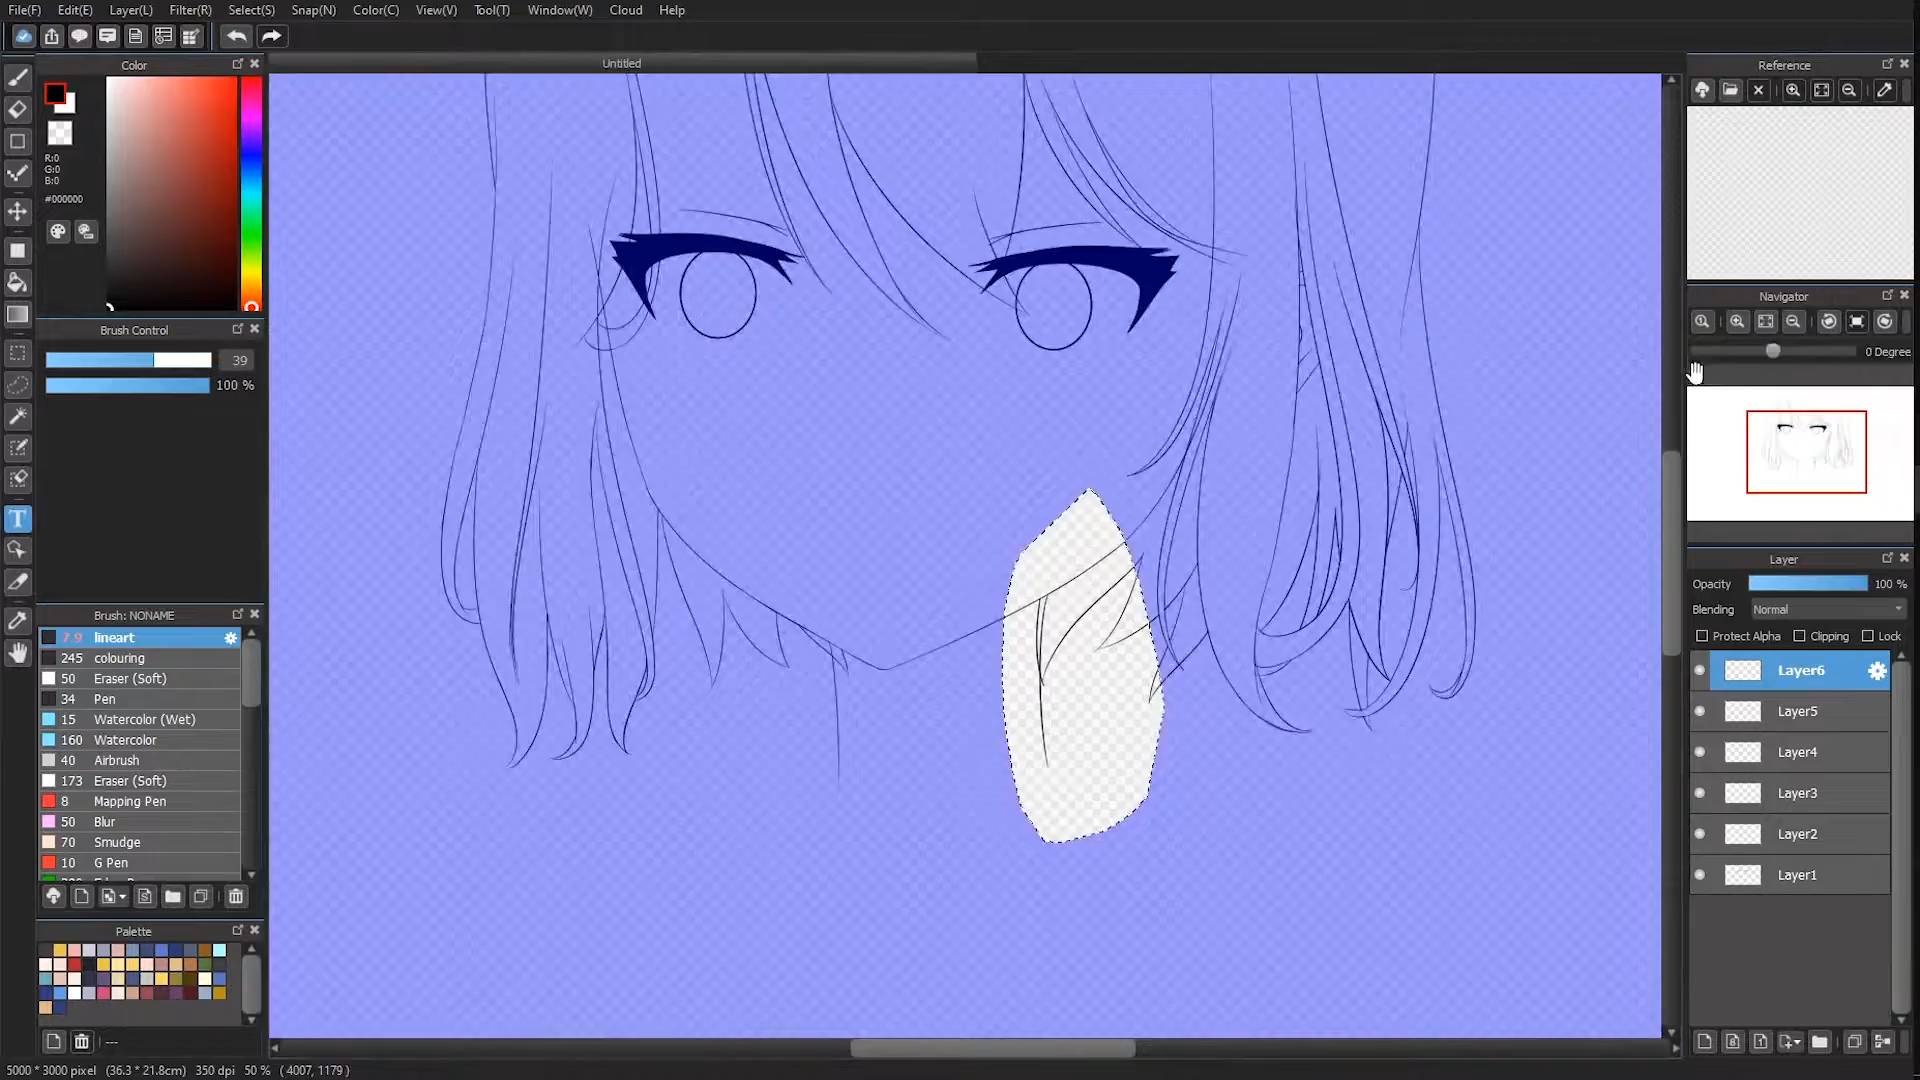 File(F) Edit(E) Layer(L) Filter(R) Select(S) Snap(N) Color(C) View(V) Tool(T) Window(W) Cloud Help
Color
Untitled
Reference
R:0
G:0
B:0
#000000
Brush Control
39
100 %
Navigator
0 Degree
Layer
Opacity 100 %
Blending Normal
Protect Alpha Clipping Lock
Layer6
Layer5
Layer4
Layer3
Layer2
Layer1
Brush: NONAME
7.9 lineart
245 colouring
50 Eraser (Soft)
34 Pen
15 Watercolor (Wet)
160 Watercolor
40 Airbrush
173 Eraser (Soft)
8 Mapping Pen
50 Blur
70 Smudge
10 G Pen
Palette
---
5000 * 3000 pixel (36.3 * 21.8cm) 350 dpi 50 % ( 4007, 1179 )